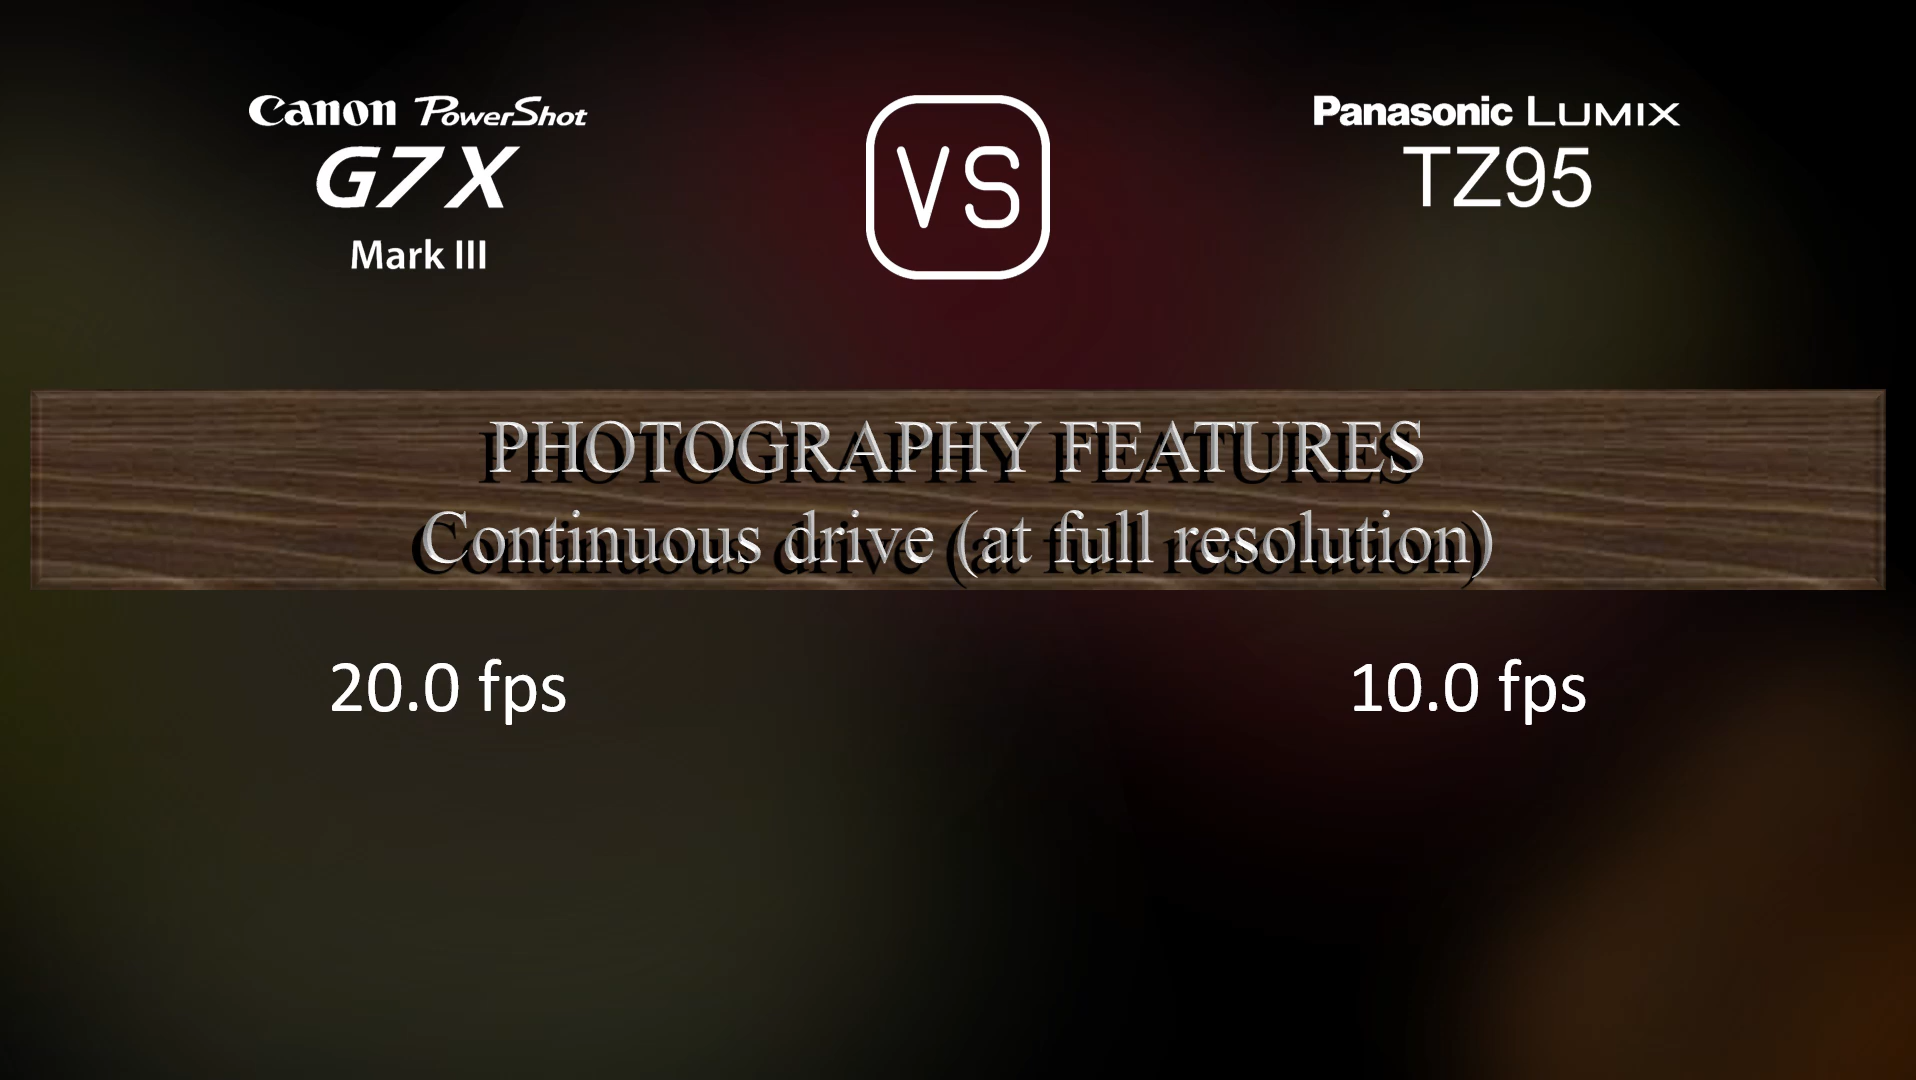 Canon PowerShot
G7 X
Mark III
VS
Panasonic LUMIX
TZ95
PHOTOGRAPHY FEATURES
Continuous drive (at full resolution)
20.0 fps
10.0 fps